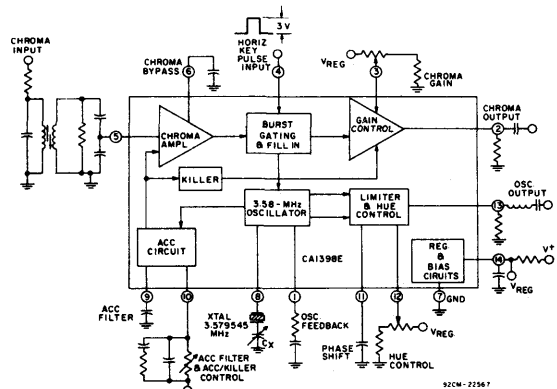 CHROMA
INPUT
3 V
HORIZ
KEY
PULSE
INPUT
CHROMA
BYPASS
6
4
VREG
3
CHROMA
GAIN
5
CHROMA
AMPL
BURST
GATING
& FILL IN
GAIN
CONTROL
2
CHROMA
OUTPUT
KILLER
3.58-MHz
OSCILLATOR
LIMITER
& HUE
CONTROL
13
OSC
OUTPUT
ACC
CIRCUIT
CA1398E
REG
&
BIAS
CIRUITS
14
V+
VREG
9
10
8
1
11
12
7
GND
ACC
FILTER
XTAL
3.579545
MHz
CX
OSC
FEEDBACK
PHASE
SHIFT
VREG.
HUE
CONTROL
ACC FILTER
& ACC/KILLER
CONTROL
92CM-22567